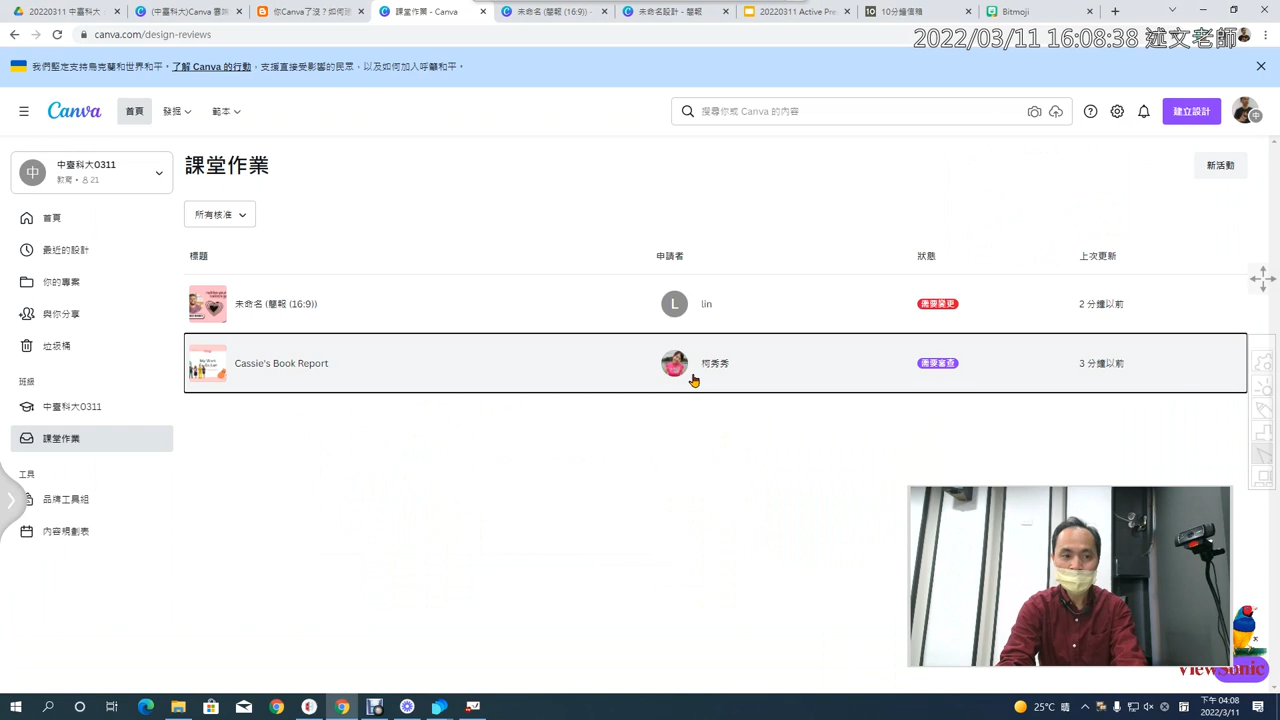 20220311 中臺科大
(中臺科大)Canva 雲端
你Canva了沒？如何運
課堂作業 - Canva
未命名 (簡報 (16:9)) -
未命名設計 - 簡報
20220311 Active Pre
10分鐘信箱
Bitmoji
canva.com/design-reviews
2022/03/11 16:08:38 述文老師
我們堅定支持烏克蘭和世界和平。了解 Canva 的行動，支援直接受影響的民眾，以及如何加入呼籲和平。
Canva
首頁
發掘
範本
搜尋你或 Canva 的內容
建立設計
中
中
中臺科大0311
教育 • 21
課堂作業
新活動
所有核准
首頁
最近的設計
你的專案
與你分享
垃圾桶
班級
中臺科大0311
課堂作業
工具
品牌工具組
內容規劃表
標題
申請者
狀態
上次更新
未命名 (簡報 (16:9))
L
lin
需要變更
2 分鐘以前
Cassie's Book Report
柯秀秀
需要審查
3 分鐘以前
ViewSonic
25°C 晴
下午 04:08
2022/3/11